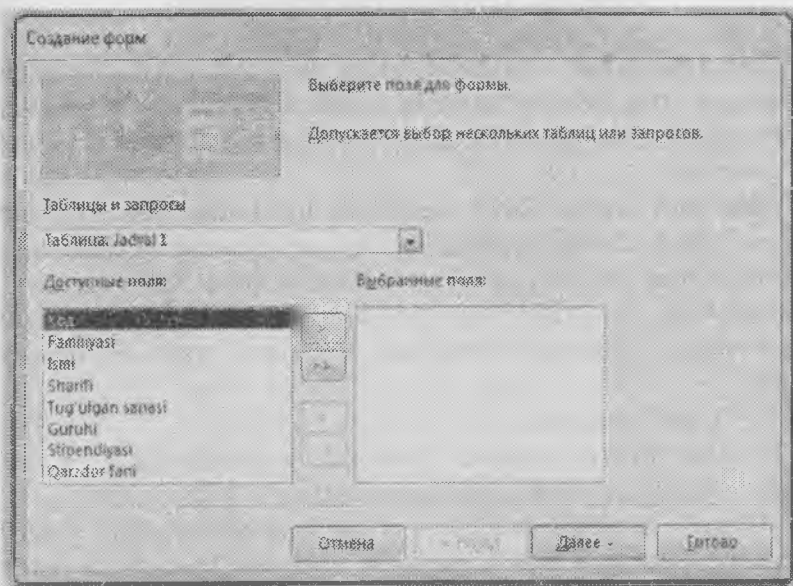 Создание форм
Выберите поля для формы.
Допускается выбор нескольких таблиц или запросов.
Таблицы и запросы
Таблица: Jadval 1
Доступные поля:
Выбранные поля:
Familiyasi
Ismi
Sharifi
Tug'ulgan sanasi
Guruhi
Stipendiyasi
Qarzdor fani
>
>>
Отмена
Далее >
Готово